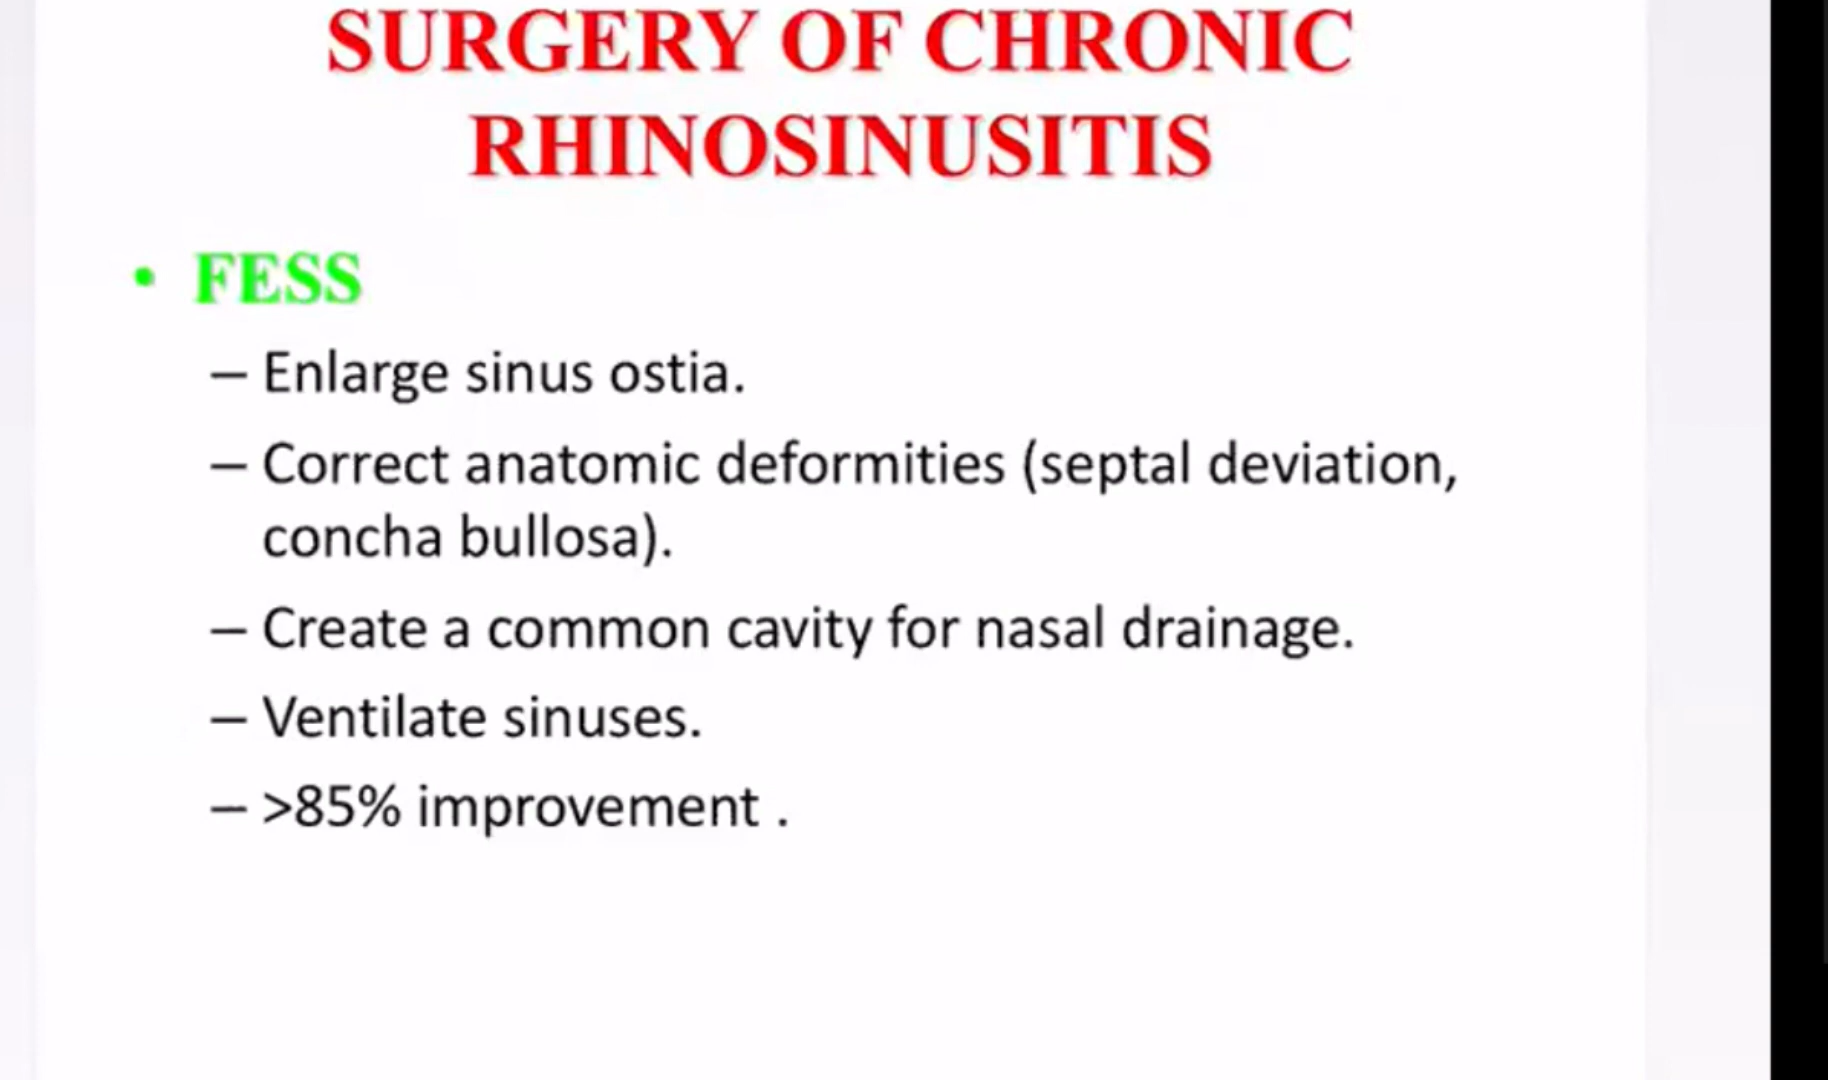 SURGERY OF CHRONIC
RHINOSINUSITIS
• FESS
– Enlarge sinus ostia.
– Correct anatomic deformities (septal deviation,
concha bullosa).
– Create a common cavity for nasal drainage.
– Ventilate sinuses.
– >85% improvement .